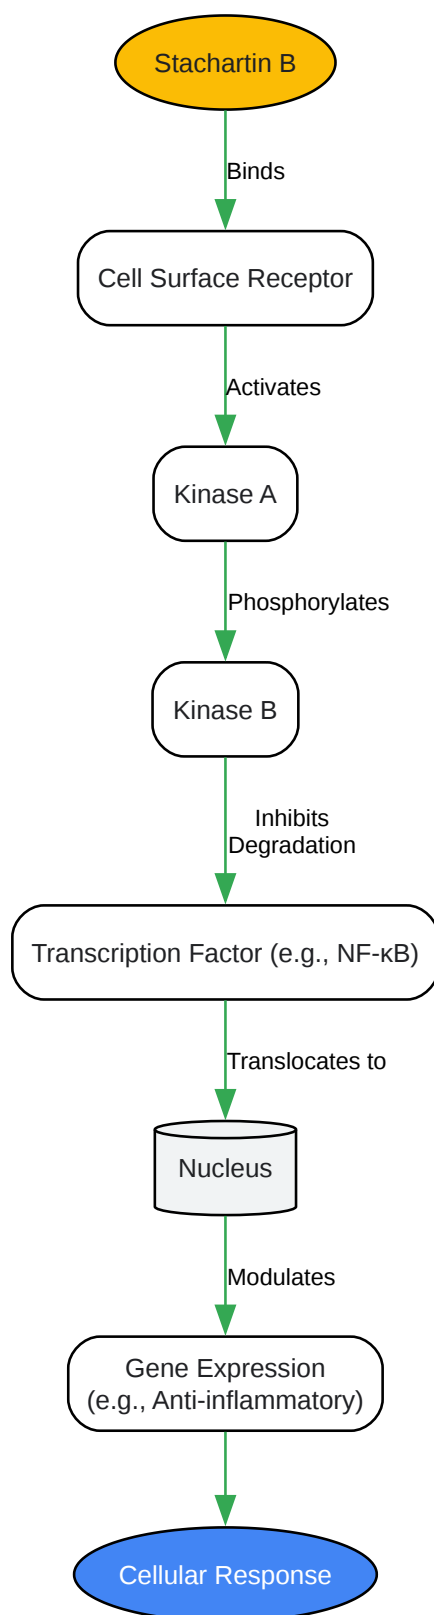 Stachartin B
Binds
Cell Surface Receptor
Activates
Kinase A
Phosphorylates
Kinase B
Inhibits
Degradation
Transcription Factor (e.g., NF-κB)
Translocates to
Nucleus
Modulates
Gene Expression
(e.g., Anti-inflammatory)
Cellular Response